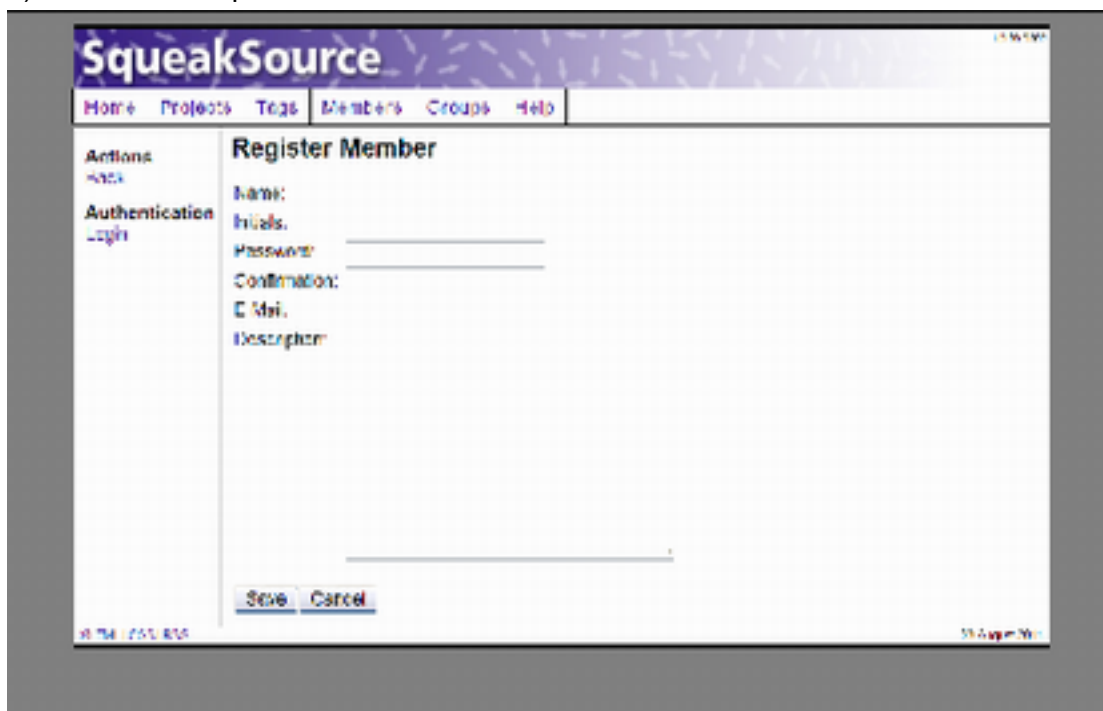 SqueakSource
Home Projects Tags Members Groups Help
Actions
Back
Authentication
Login
Register Member
Name:
Initials:
Password:
Confirmation:
E-Mail:
Description:
Save Cancel